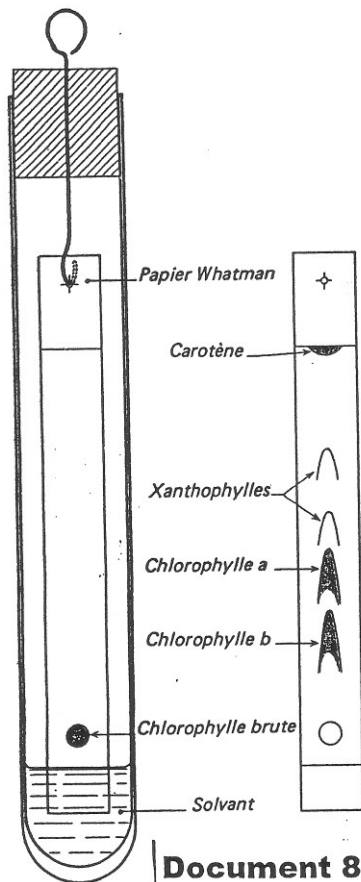 Papier Whatman
Carotène
Xanthophylles
Chlorophylle a
Chlorophylle b
Chlorophylle brute
Solvant
Document 8